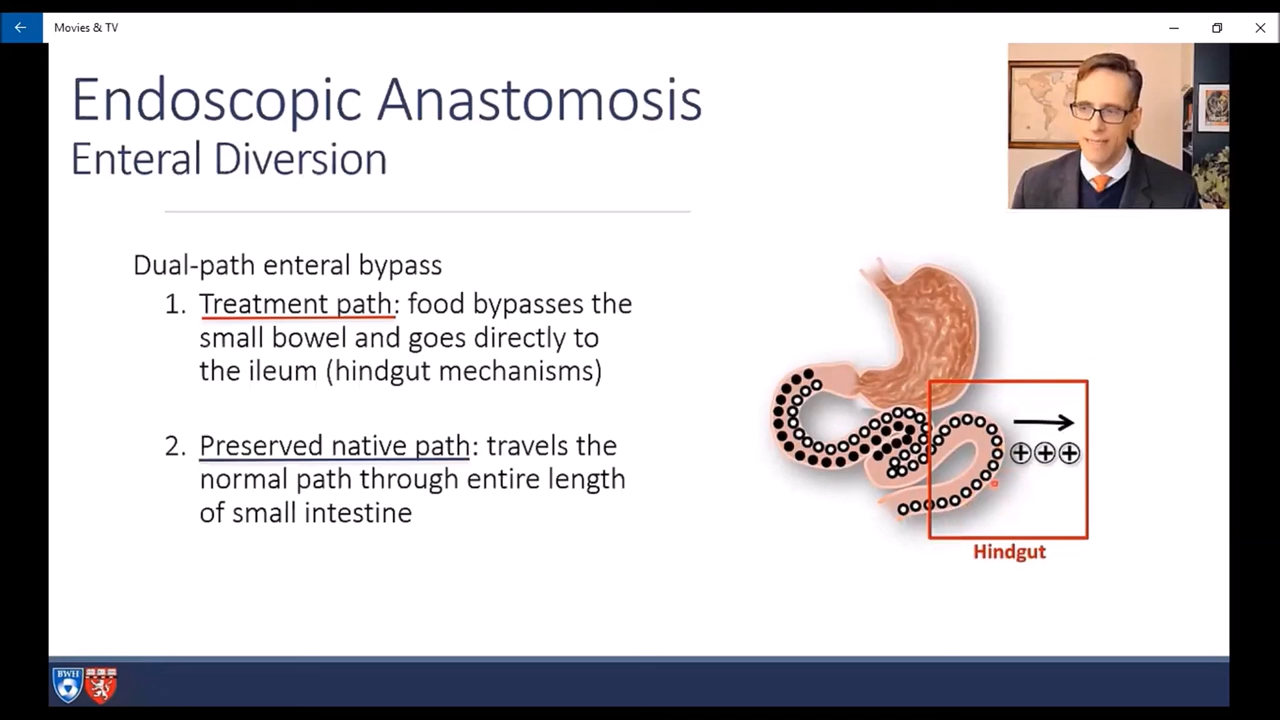 Movies & TV
Endoscopic Anastomosis
Enteral Diversion
Dual-path enteral bypass
1. Treatment path: food bypasses the
small bowel and goes directly to
the ileum (hindgut mechanisms)
2. Preserved native path: travels the
normal path through entire length
of small intestine
Hindgut
BWH